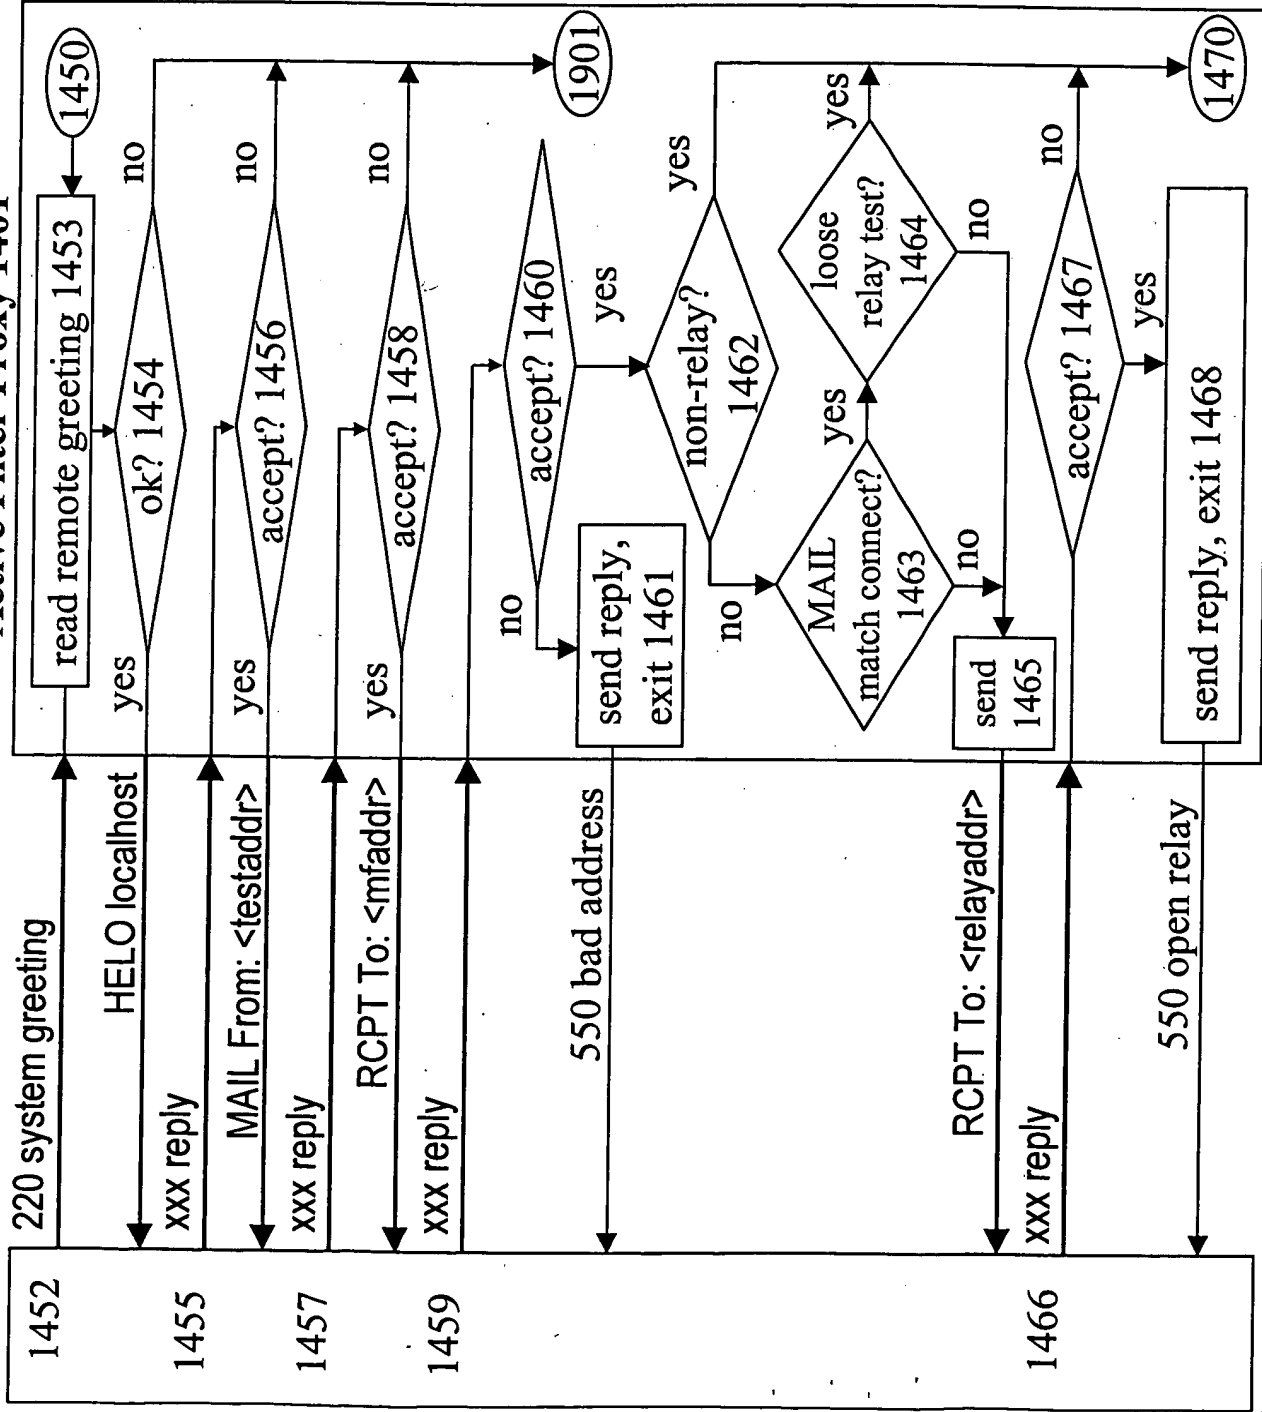 1452
220 system greeting
read remote greeting 1453
1450
HELO localhost
yes
ok? 1454
no
1455
xxx reply
MAIL From: <testaddr>
yes
accept? 1456
no
1457
xxx reply
RCPT To: <mfaddr>
yes
accept? 1458
no
1901
1459
xxx reply
accept? 1460
no
yes
550 bad address
send reply,
exit 1461
non-relay?
1462
yes
no
MAIL
match connect?
1463
yes
no
loose
relay test?
1464
yes
no
send
1465
RCPT To: <relayaddr>
1466
xxx reply
accept? 1467
no
yes
1470
550 open relay
send reply, exit 1468